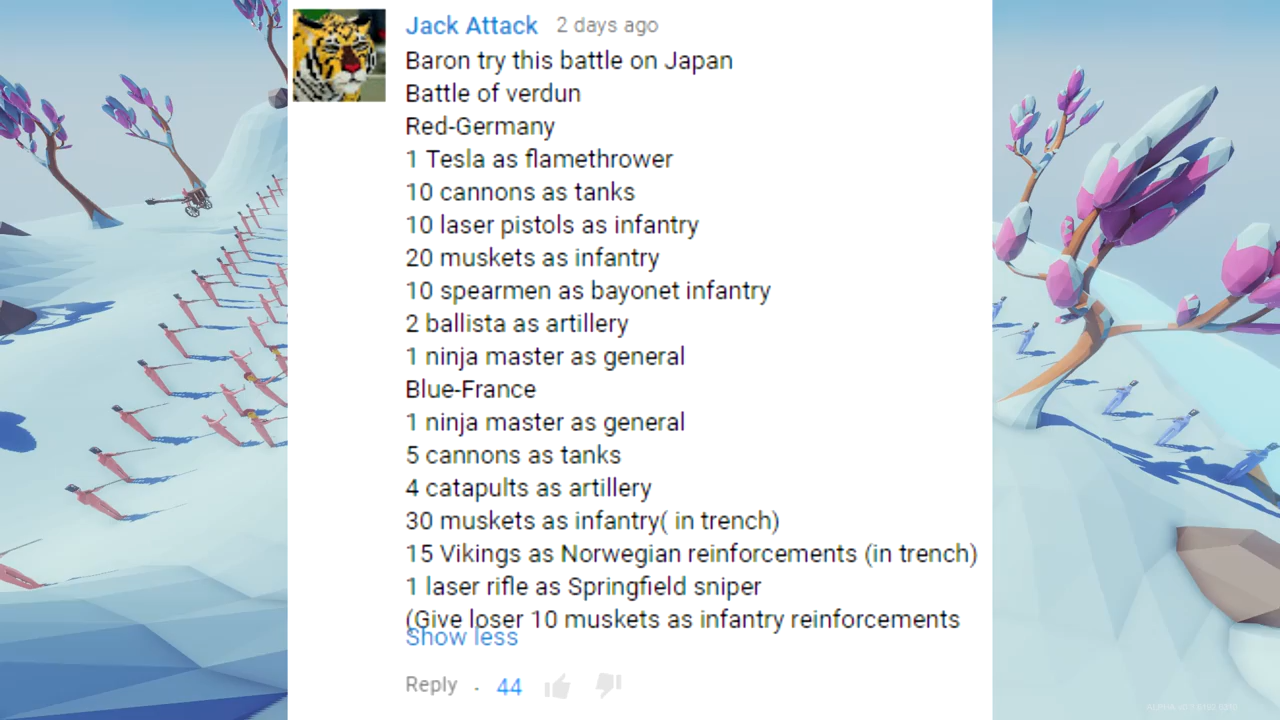 Jack Attack 2 days ago
Baron try this battle on Japan
Battle of verdun
Red-Germany
1 Tesla as flamethrower
10 cannons as tanks
10 laser pistols as infantry
20 muskets as infantry
10 spearmen as bayonet infantry
2 ballista as artillery
1 ninja master as general
Blue-France
1 ninja master as general
5 cannons as tanks
4 catapults as artillery
30 muskets as infantry( in trench)
15 Vikings as Norwegian reinforcements (in trench)
1 laser rifle as Springfield sniper
(Give loser 10 muskets as infantry reinforcements
Show less
Reply · 44